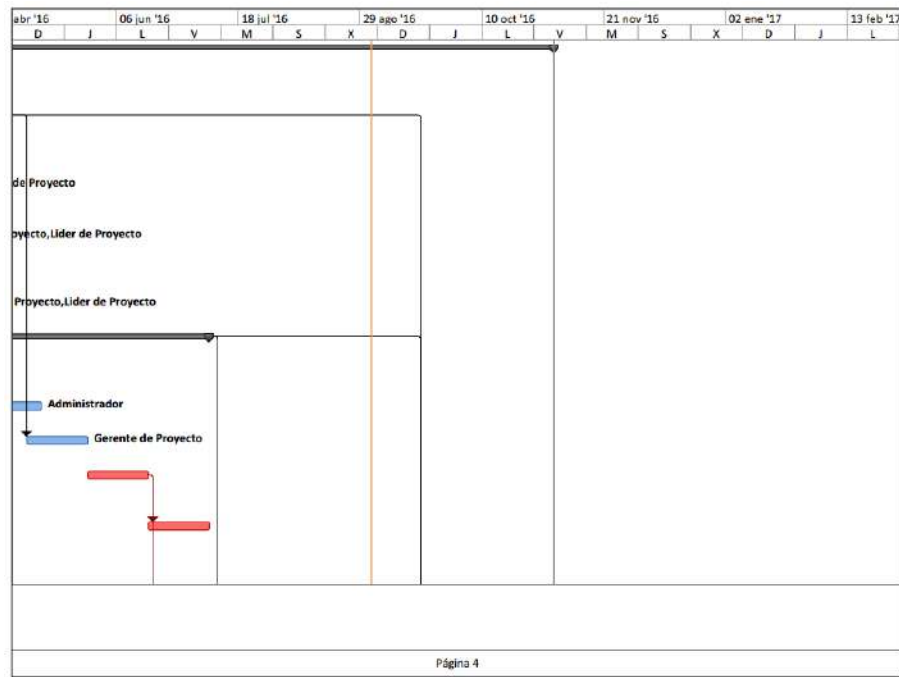 abr '16 06 jun '16 18 jul '16 29 ago '16 10 oct '16 21 nov '16 02 ene '17 13 feb '17
D J L V M S X D J L V M S X D J L
de Proyecto
oyecto,Lider de Proyecto
Proyecto,Lider de Proyecto
Administrador
Gerente de Proyecto
Página 4